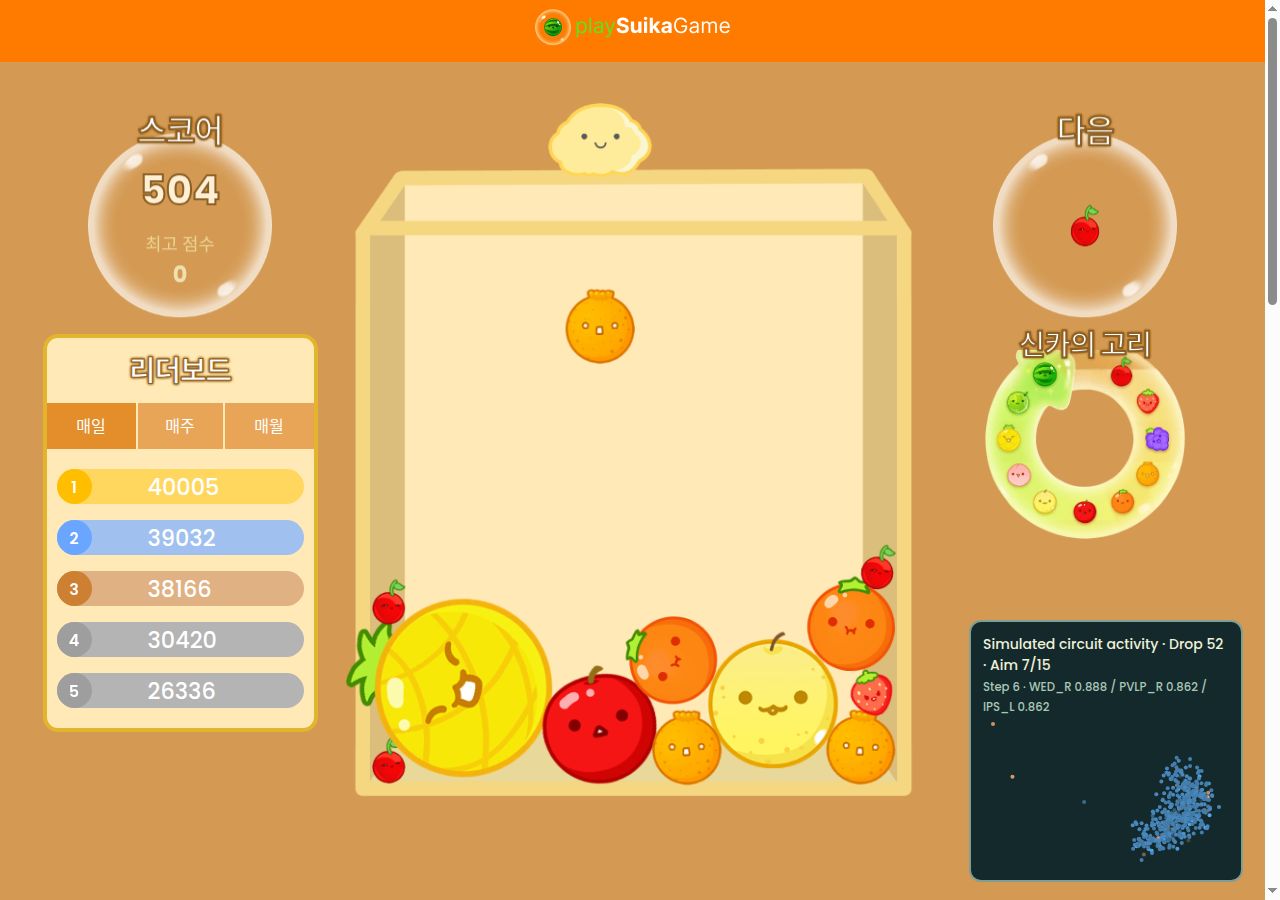 playSuikaGame
스코어
504
최고 점수
0
리더보드
매일 매주 매월
1 40005
2 39032
3 38166
4 30420
5 26336
다음
신카의 고리
Simulated circuit activity · Drop 52
· Aim 7/15
Step 6 · WED_R 0.888 / PVLP_R 0.862 /
IPS_L 0.862